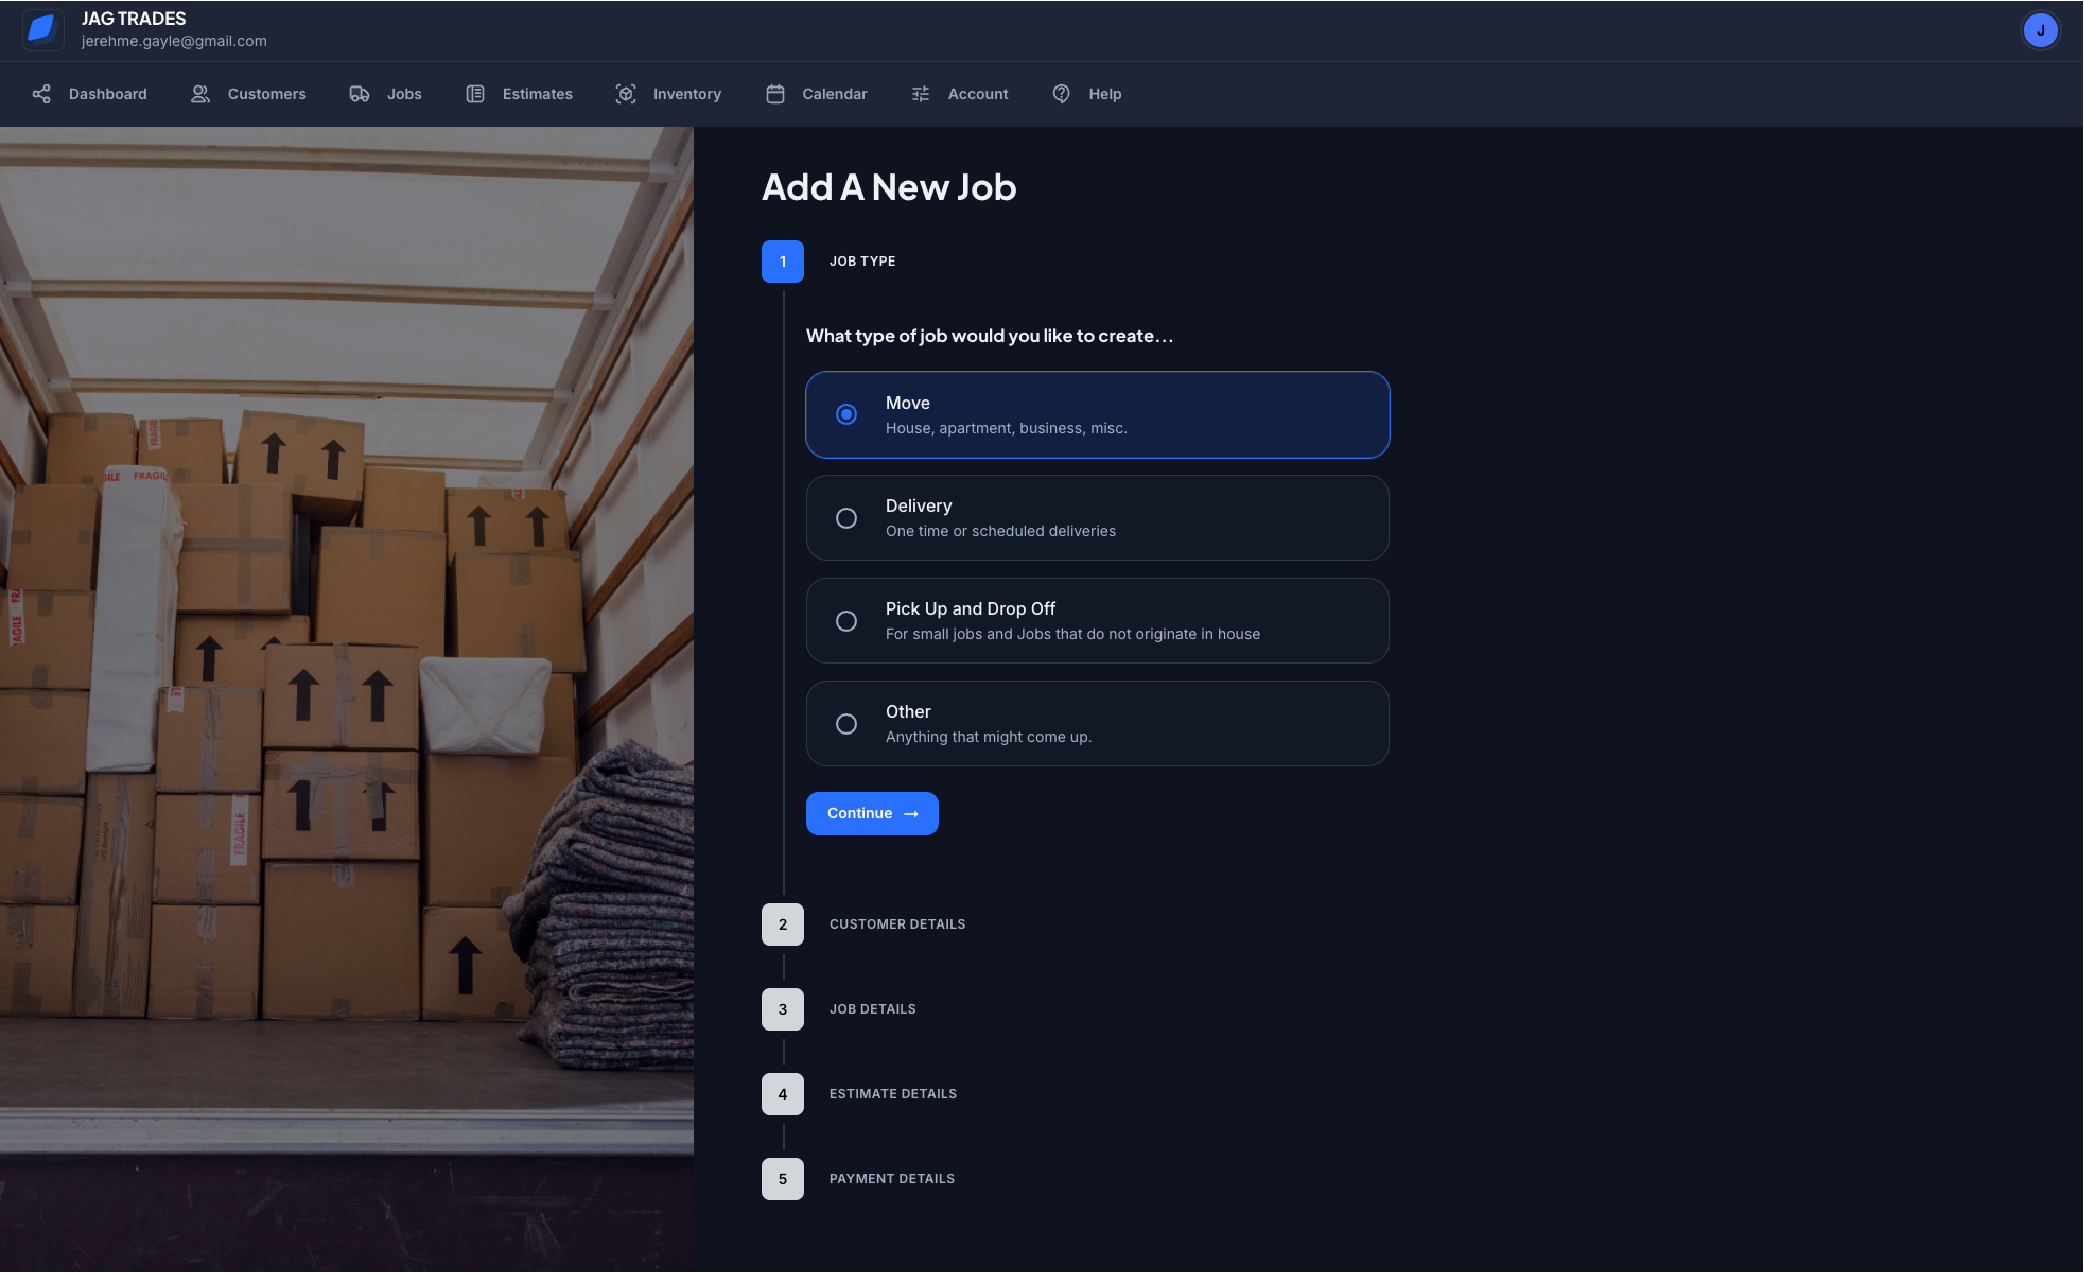 JAG TRADES
jerehme.gayle@gmail.com
J
Dashboard
Customers
Jobs
Estimates
Inventory
Calendar
Account
Help
Add A New Job
1
JOB TYPE
What type of job would you like to create...
Move
House, apartment, business, misc.
Delivery
One time or scheduled deliveries
Pick Up and Drop Off
For small jobs and Jobs that do not originate in house
Other
Anything that might come up.
Continue →
2
CUSTOMER DETAILS
3
JOB DETAILS
4
ESTIMATE DETAILS
5
PAYMENT DETAILS
FRAGILE
FRAGILE
FRAGILE